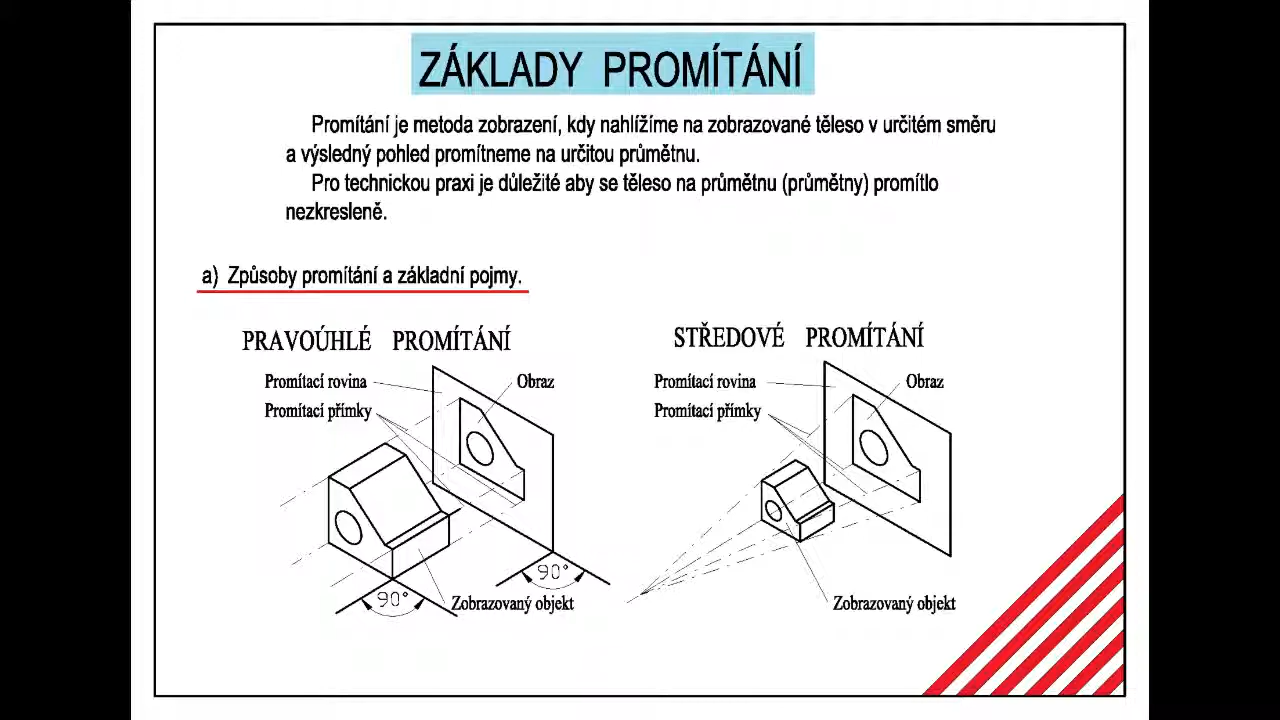 ZÁKLADY PROMÍTÁNÍ
Promítání je metoda zobrazení, kdy nahlížíme na zobrazované těleso v určitém směru
a výsledný pohled promítneme na určitou průmětnu.
Pro technickou praxi je důležité aby se těleso na průmětnu (průmětny) promítlo
nezkresleně.
a) Způsoby promítání a základní pojmy.
PRAVOÚHLÉ PROMÍTÁNÍ
Promítací rovina
Obraz
Promítací přímky
90°
90°
Zobrazovaný objekt
STŘEDOVÉ PROMÍTÁNÍ
Promítací rovina
Obraz
Promítací přímky
Zobrazovaný objekt